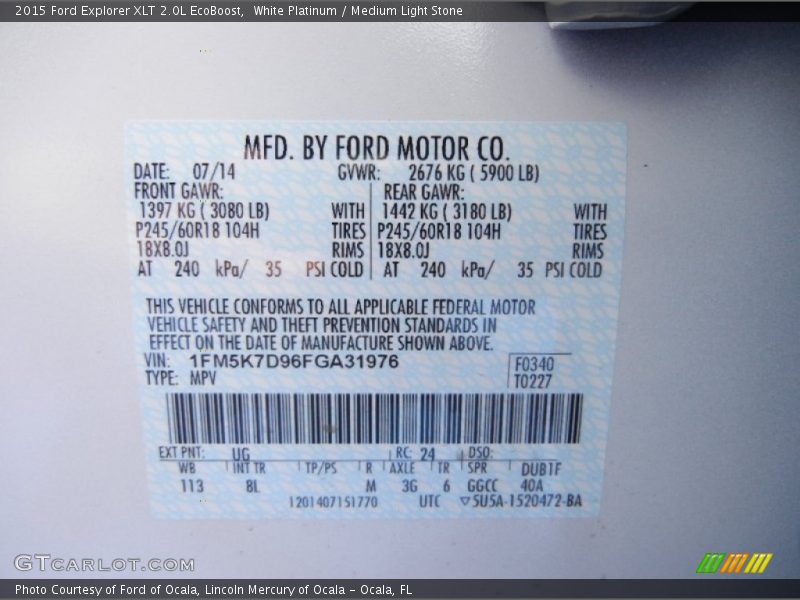 2015 Ford Explorer XLT 2.0L EcoBoost,  White Platinum / Medium Light Stone
MFD. BY FORD MOTOR CO.
DATE: 07/14 GVWR: 2676 KG ( 5900 LB)
FRONT GAWR: REAR GAWR:
1397 KG ( 3080 LB) WITH 1442 KG ( 3180 LB) WITH
P245/60R18 104H TIRES P245/60R18 104H TIRES
18X8.0J RIMS 18X8.0J RIMS
AT 240 kPa/ 35 PSI COLD AT 240 kPa/ 35 PSI COLD
THIS VEHICLE CONFORMS TO ALL APPLICABLE FEDERAL MOTOR
VEHICLE SAFETY AND THEFT PREVENTION STANDARDS IN
EFFECT ON THE DATE OF MANUFACTURE SHOWN ABOVE.
VIN: 1FM5K7D96FGA31976 F0340
TYPE: MPV T0227
EXT PNT: UG RC: 24 DSO:
WB INT TR TP/PS R AXLE TR SPR DUB1F
113 8L M 3G 6 GGCC 40A
UTC ▽SU5A-1520472-BA
GTCARLOT.COM
Photo Courtesy of Ford of Ocala, Lincoln Mercury of Ocala – Ocala, FL